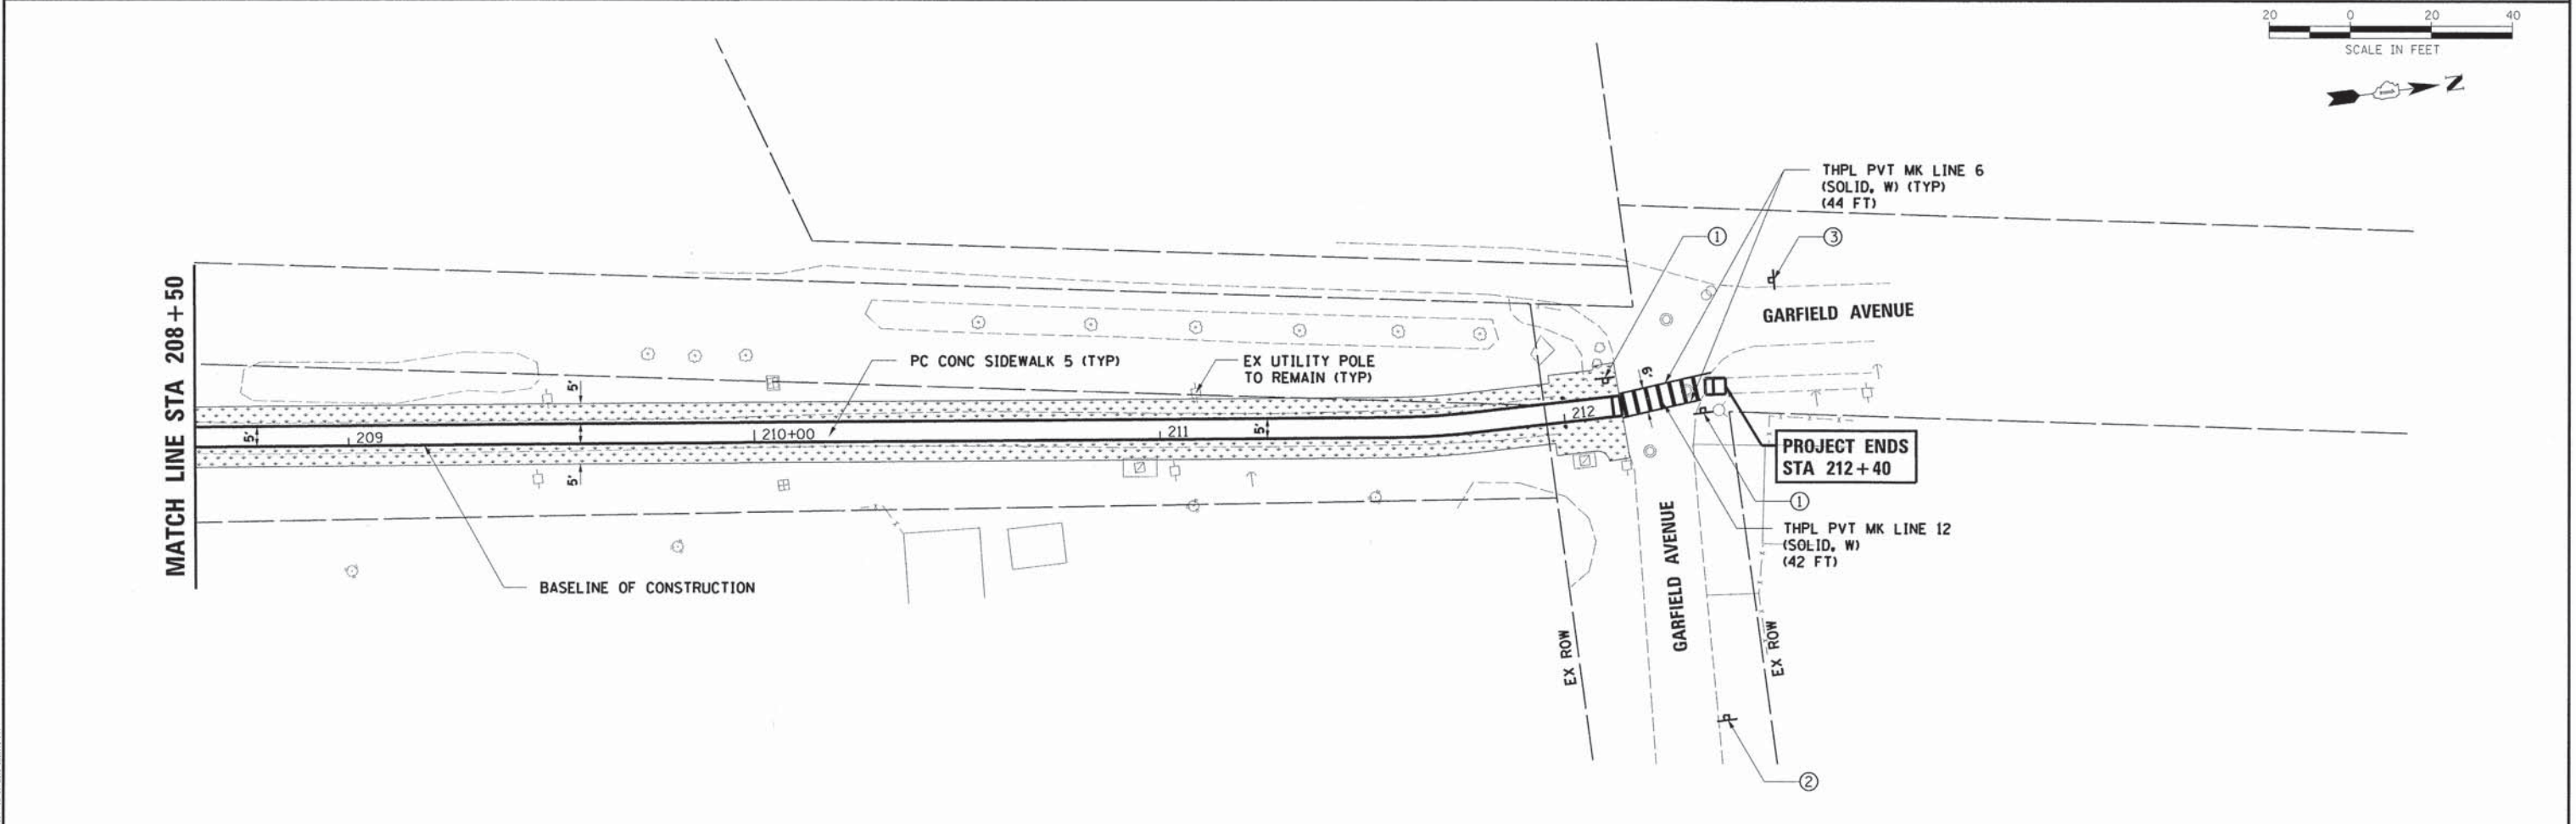 20 0 20 40
SCALE IN FEET
N
THPL PVT MK LINE 6
(SOLID, W) (TYP)
(44 FT)
1
3
GARFIELD AVENUE
MATCH LINE STA 208+50
PC CONC SIDEWALK 5 (TYP)
EX UTILITY POLE
TO REMAIN (TYP)
5'
5'
5'
5'
6'
209
210+00
211
212
PROJECT ENDS
STA 212+40
1
THPL PVT MK LINE 12
(SOLID, W)
(42 FT)
BASELINE OF CONSTRUCTION
GARFIELD AVENUE
EX ROW
EX ROW
2